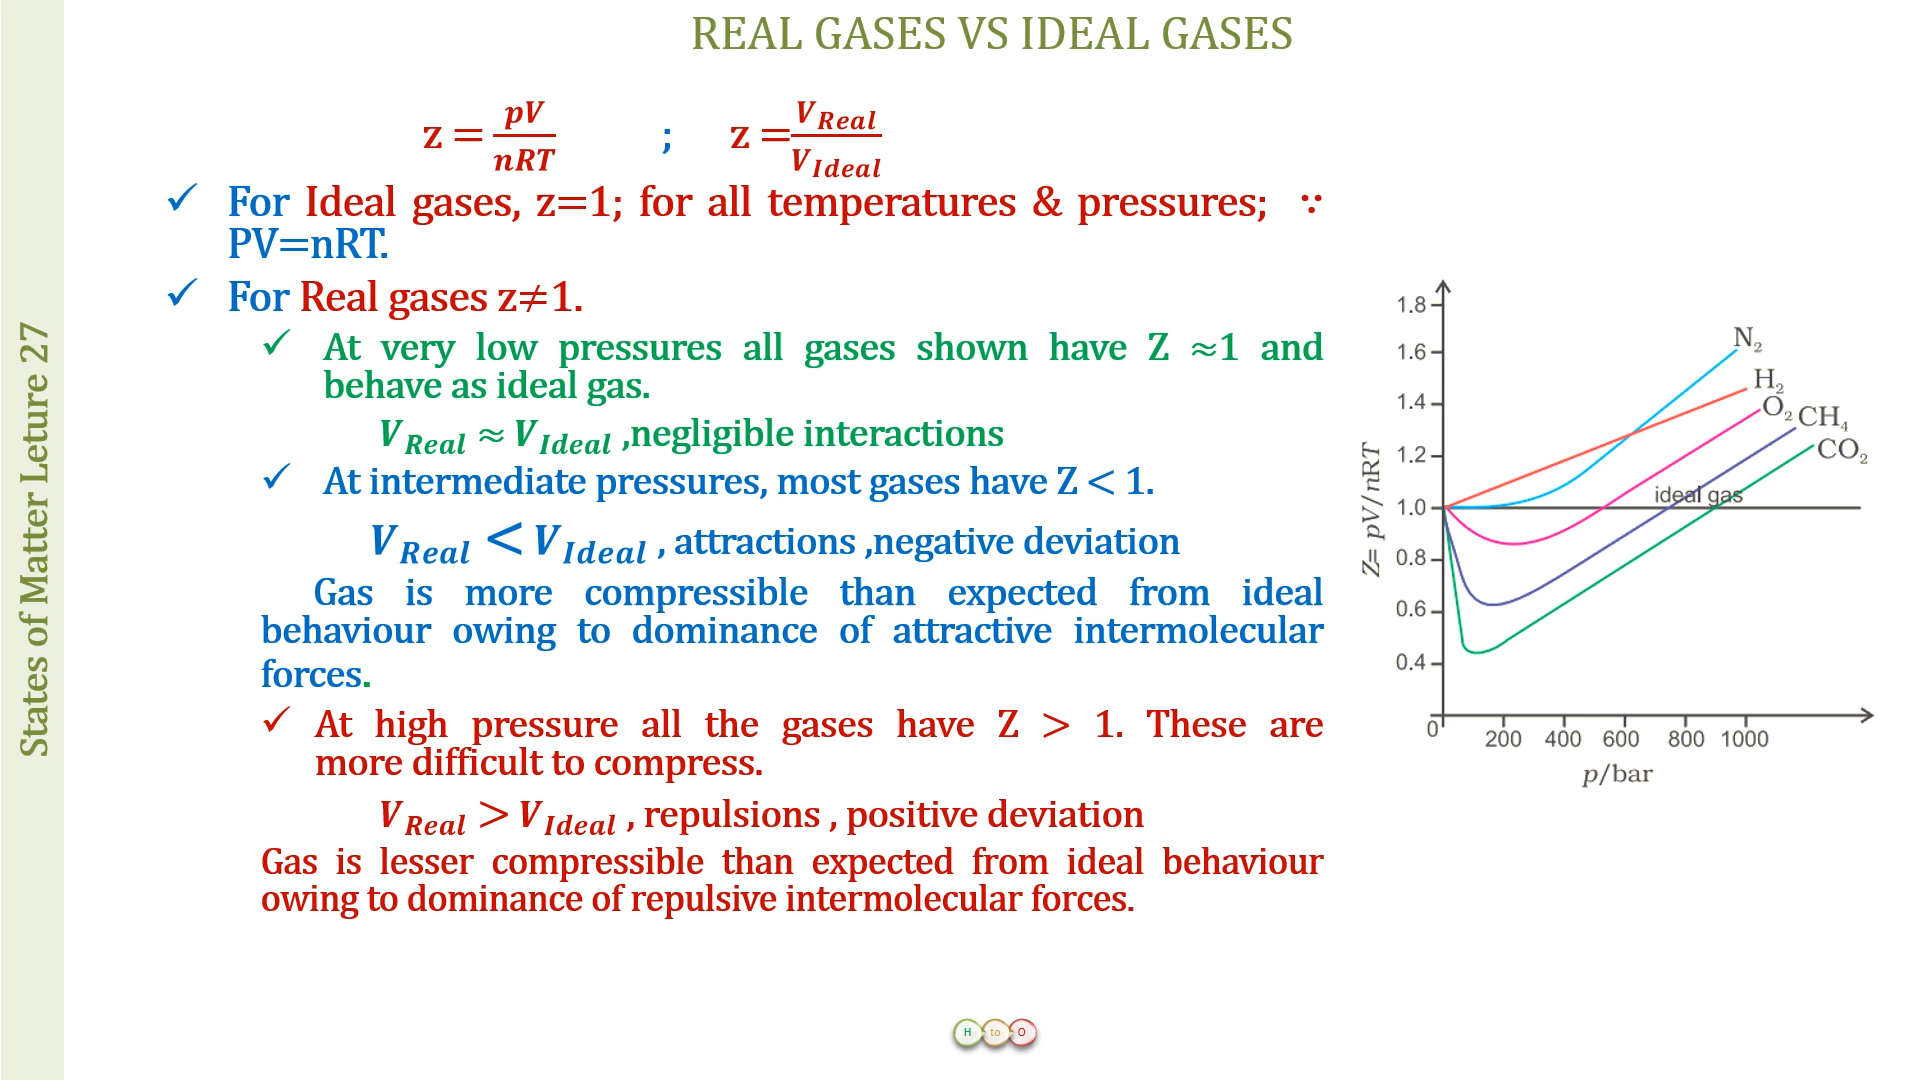 REAL GASES VS IDEAL GASES
States of Matter Leture 27
z = pV/nRT ; z = V_Real/V_Ideal
✓ For Ideal gases, z=1; for all temperatures & pressures; ∵
PV=nRT.
✓ For Real gases z≠1.
✓ At very low pressures all gases shown have Z ≈1 and
behave as ideal gas.
V_Real ≈ V_Ideal ,negligible interactions
✓ At intermediate pressures, most gases have Z < 1.
V_Real < V_Ideal , attractions ,negative deviation
Gas is more compressible than expected from ideal
behaviour owing to dominance of attractive intermolecular
forces.
✓ At high pressure all the gases have Z > 1. These are
more difficult to compress.
V_Real > V_Ideal , repulsions , positive deviation
Gas is lesser compressible than expected from ideal behaviour
owing to dominance of repulsive intermolecular forces.
Z= pV/nRT
1.8
1.6
1.4
1.2
1.0
0.8
0.6
0.4
0
N₂
H₂
O₂
CH₄
CO₂
ideal gas
200 400 600 800 1000
p/bar
H to O